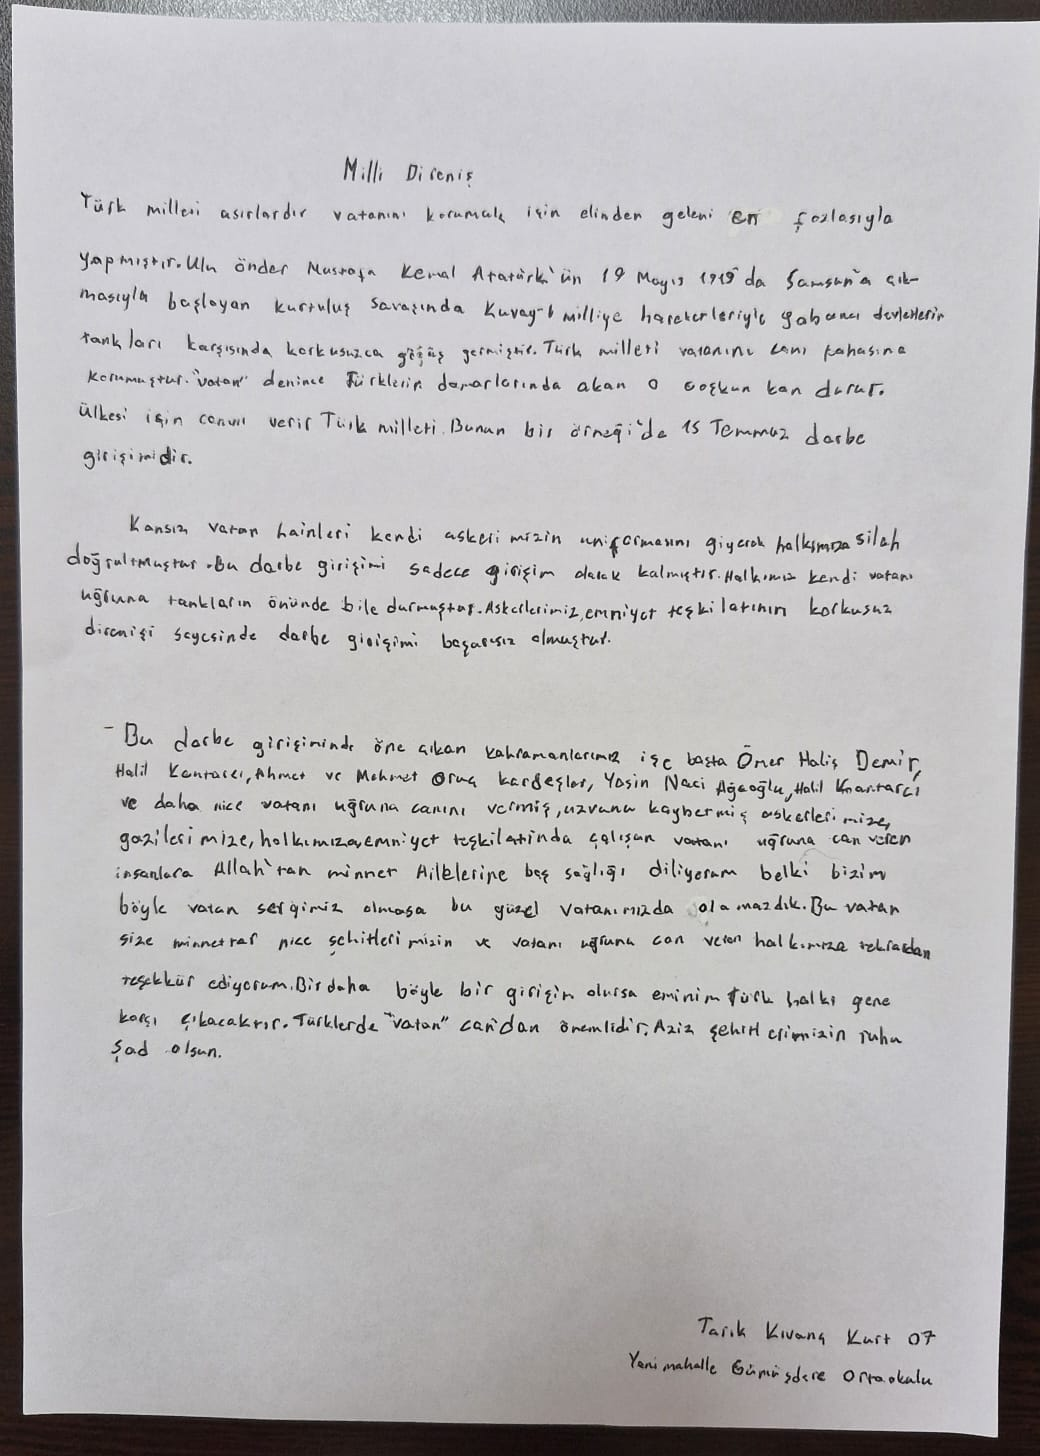 Milli Direniş
Türk milleti asırlardır vatanını korumak için elinden geleni en fazlasıyla
yapmıştır. Ulu önder Mustafa Kemal Atatürk'ün 19 Mayıs 1919'da Samsun'a çık-
masıyla başlayan kurtuluş savaşında Kuvay-ı milliye hareketleriyle yabancı devletlerin
tankları karşısında korkusuzca göğüs germiştir. Türk milleti vatanını canı pahasına
korumuştur. "vatan" denince Türklerin damarlarında akan o coşkun kan durur.
ülkesi için canını verir Türk milleti. Bunun bir örneği'de 15 Temmuz darbe
girişimidir.
Kansız vatan hainleri kendi askerimizin uniformasını giyerek halkımıza silah
doğrultmuştur. Bu darbe girişimi sadece girişim olarak kalmıştır. Halkımız kendi vatanı
uğruna tankların önünde bile durmuştur. Askerlerimiz, emniyet teşkilatının korkusuz
direnişi sayesinde darbe girişimi başarısız olmuştur.
- Bu darbe girişiminde öne çıkan kahramanlarımız işe başta Ömer Halis Demir,
Halil Kantarcı, Ahmet ve Mehmet Oruç kardeşler, Yasin Naci Ağaoğlu, Halil Kantarcı
ve daha nice vatanı uğruna canını vermiş, uzvunu kaybetmiş askerlerimize,
gazilerimize, halkımıza, emniyet teşkilatında çalışan vatanı uğruna can veren
insanlara Allah'tan minnet Ailelerine baş sağlığı diliyorum belki bizim
böyle vatan sevgimiz olmasa bu güzel vatanımızda olamazdık. Bu vatan
size minnettar nice şehitlerimizin ve vatanı uğruna can veren halkımıza tekrardan
teşekkür ediyorum. Bir daha böyle bir girişim olursa eminim Türk halkı gene
karşı çıkacaktır. Türklerde "vatan" can'dan önemlidir. Aziz şehitlerimizin ruhu
şad olsun.
Tarık Kıvanç Kurt 07
Yenimahalle Gümüşdere Ortaokulu